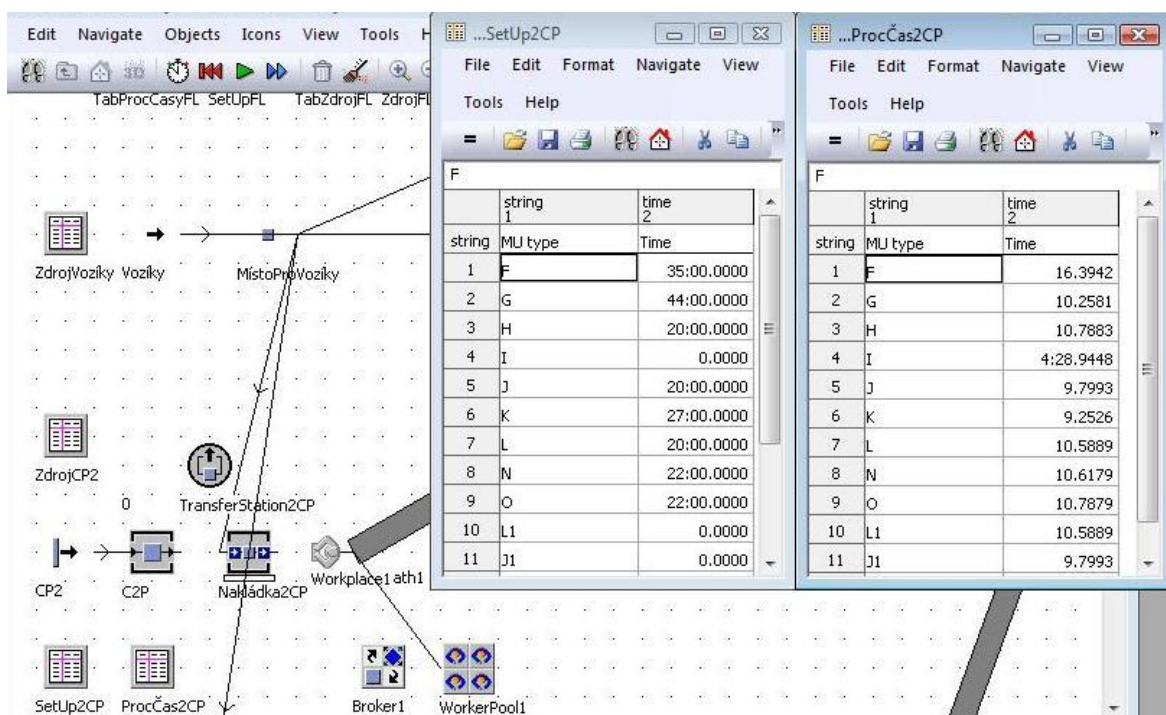 Edit Navigate Objects Icons View Tools H
TabProcCasyFL SetUpFL TabZdrojFL ZdrojFL
ZdrojVozíky Vozíky MístoProVozíky
ZdrojCP2
0 TransferStation2CP
CP2 C2P Nakládka2CP Workplace1 ath1
SetUp2CP ProcČas2CP Broker1 WorkerPool1
...SetUp2CP
File Edit Format Navigate View
Tools Help
F
string 1 time 2
string MU type Time
1 F 35:00.0000
2 G 44:00.0000
3 H 20:00.0000
4 I 0.0000
5 J 20:00.0000
6 K 27:00.0000
7 L 20:00.0000
8 N 22:00.0000
9 O 22:00.0000
10 L1 0.0000
11 J1 0.0000
...ProcČas2CP
File Edit Format Navigate View
Tools Help
F
string 1 time 2
string MU type Time
1 F 16.3942
2 G 10.2581
3 H 10.7883
4 I 4:28.9448
5 J 9.7993
6 K 9.2526
7 L 10.5889
8 N 10.6179
9 O 10.7879
10 L1 10.5889
11 J1 9.7993